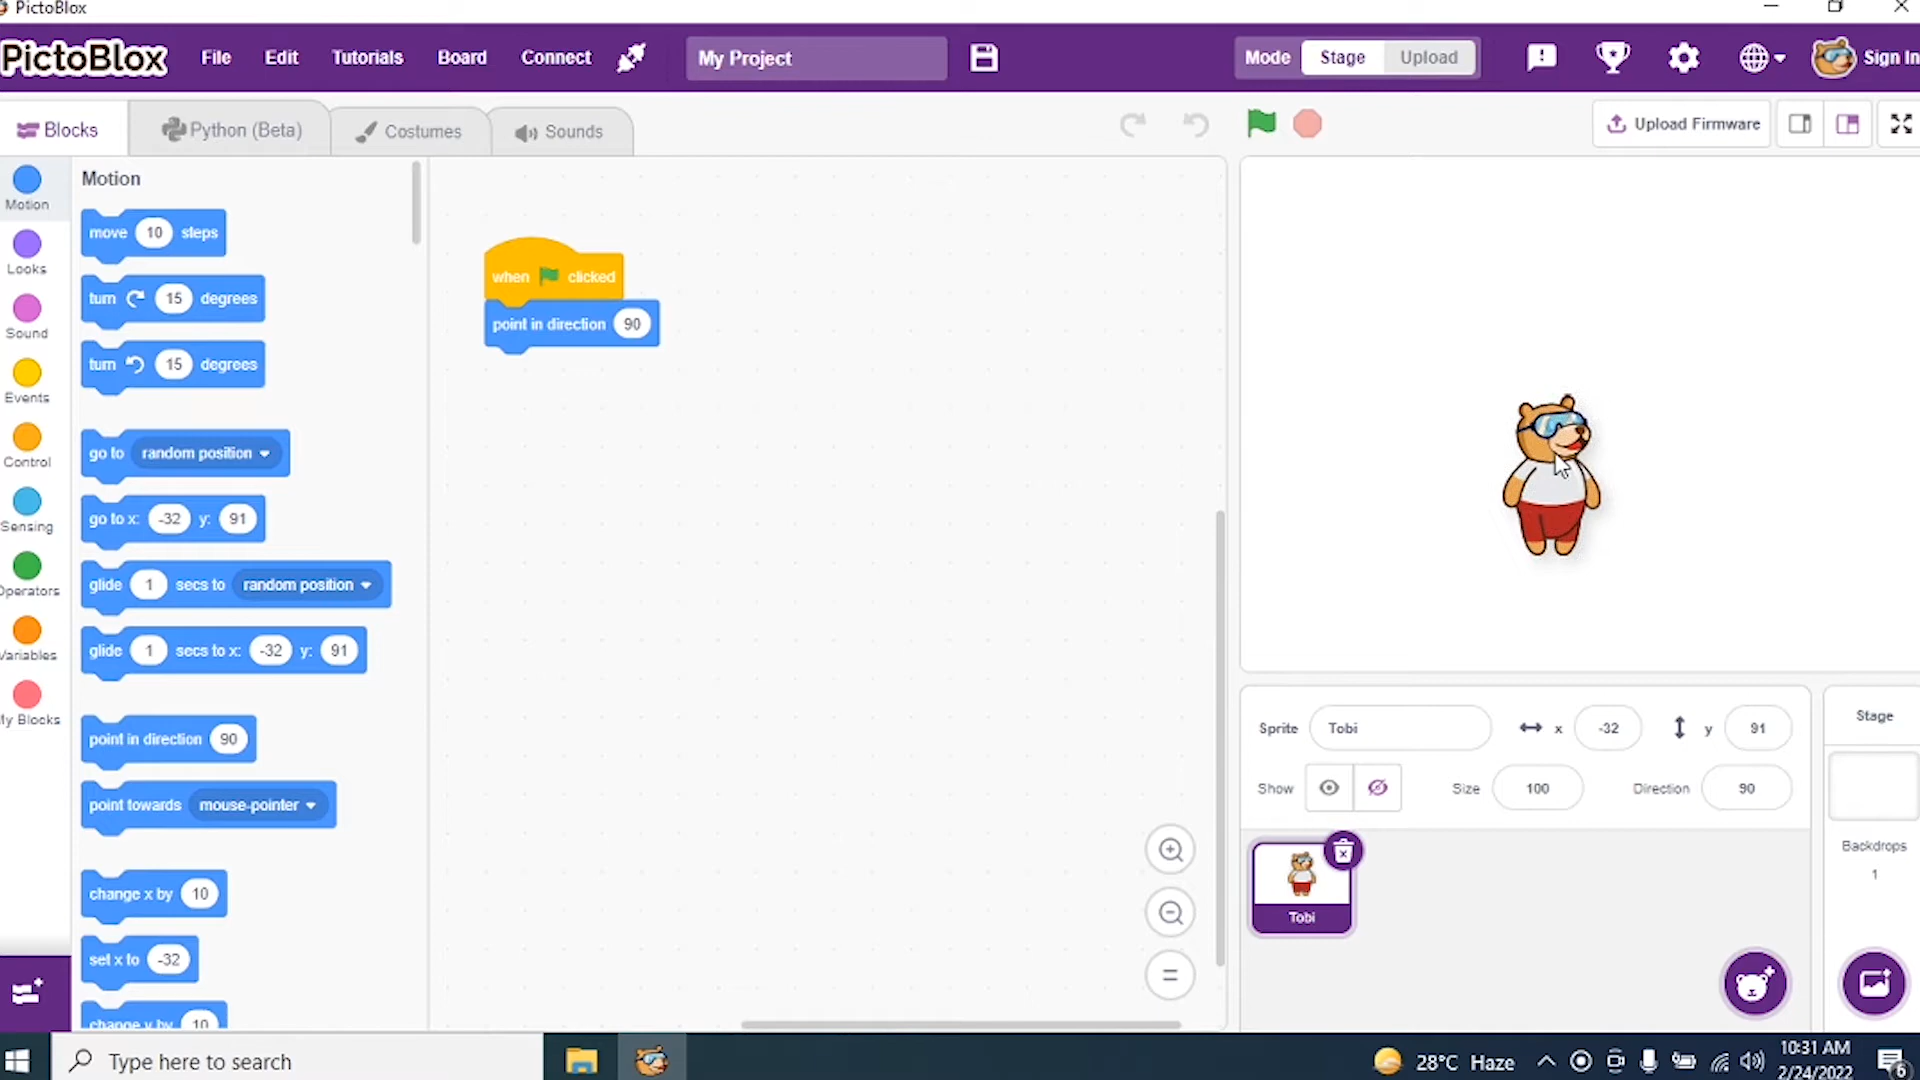 PictoBlox
PictoBlox File Edit Tutorials Board Connect My Project Mode Stage Upload Sign In
Blocks Python (Beta) Costumes Sounds Upload Firmware
Motion
Looks
Sound
Events
Control
Sensing
Operators
Variables
My Blocks
Motion
move 10 steps
turn 15 degrees
turn 15 degrees
go to random position
go to x: -32 y: 91
glide 1 secs to random position
glide 1 secs to x: -32 y: 91
point in direction 90
point towards mouse-pointer
change x by 10
set x to -32
change y by 10
when clicked
point in direction 90
Sprite Tobi x -32 y 91
Show Size 100 Direction 90
Tobi
Stage
Backdrops
1
Type here to search
28°C Haze
10:31 AM
2/24/2022
6